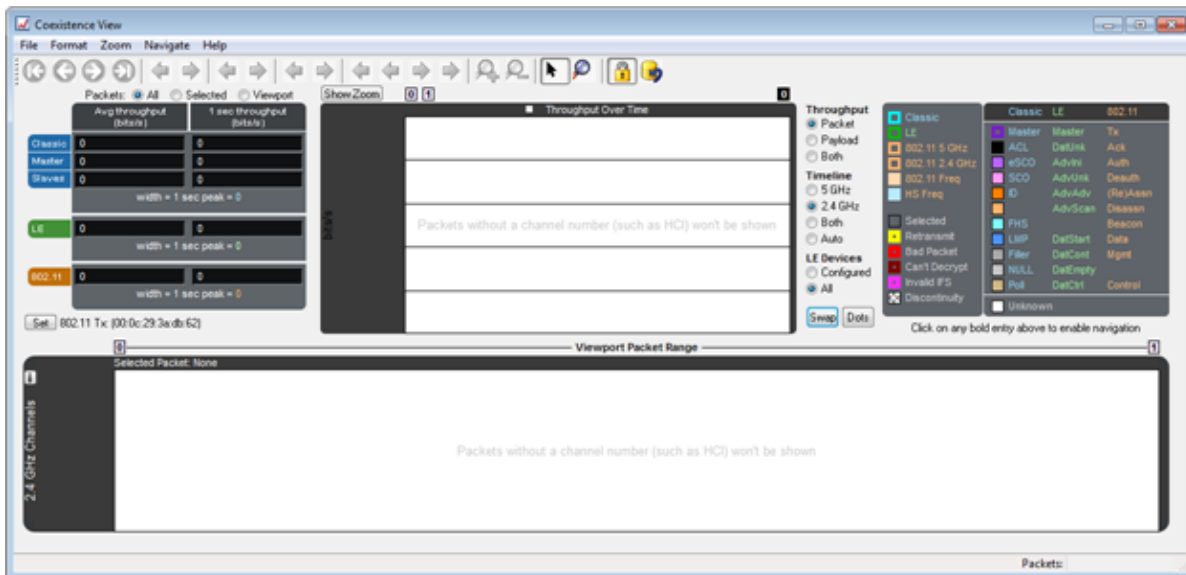 Coexistence View
File Format Zoom Navigate Help
Packets: All Selected Viewport
Avg throughput (bits/s) 1 sec throughput (bits/s)
Classic 0 0
Master 0 0
Slaves 0 0
width = 1 sec peak = 0
LE 0 0
width = 1 sec peak = 0
802.11 0 0
width = 1 sec peak = 0
Set 802.11 Tx: (00:0c:29:3a:db:62)
Show Zoom 0 1 0
Throughput Over Time
bits/s
Packets without a channel number (such as HCI) won't be shown
Throughput
Packet
Payload
Both
Timeline
5 GHz
2.4 GHz
Both
Auto
LE Devices
Configured
All
Swap Dots
Classic
LE
802.11 5 GHz
802.11 2.4 GHz
802.11 Freq
HS Freq
Selected
Retransmit
Bad Packet
Can't Decrypt
Invalid IFS
Discontinuity
Classic LE 802.11
Master Master Tx
ACL DatUnk Ack
eSCO AdvIni Auth
SCO AdvUnk Deauth
ID AdvAdv (Re)Assn
AdvScan Disassn
FHS Beacon
LMP DatStart Data
Filler DatCont Mgmt
NULL DatEmpty
Poll DatCtrl Control
Unknown
Click on any bold entry above to enable navigation
0 Viewport Packet Range 1
Selected Packet: None
2.4 GHz Channels
Packets without a channel number (such as HCI) won't be shown
Packets: